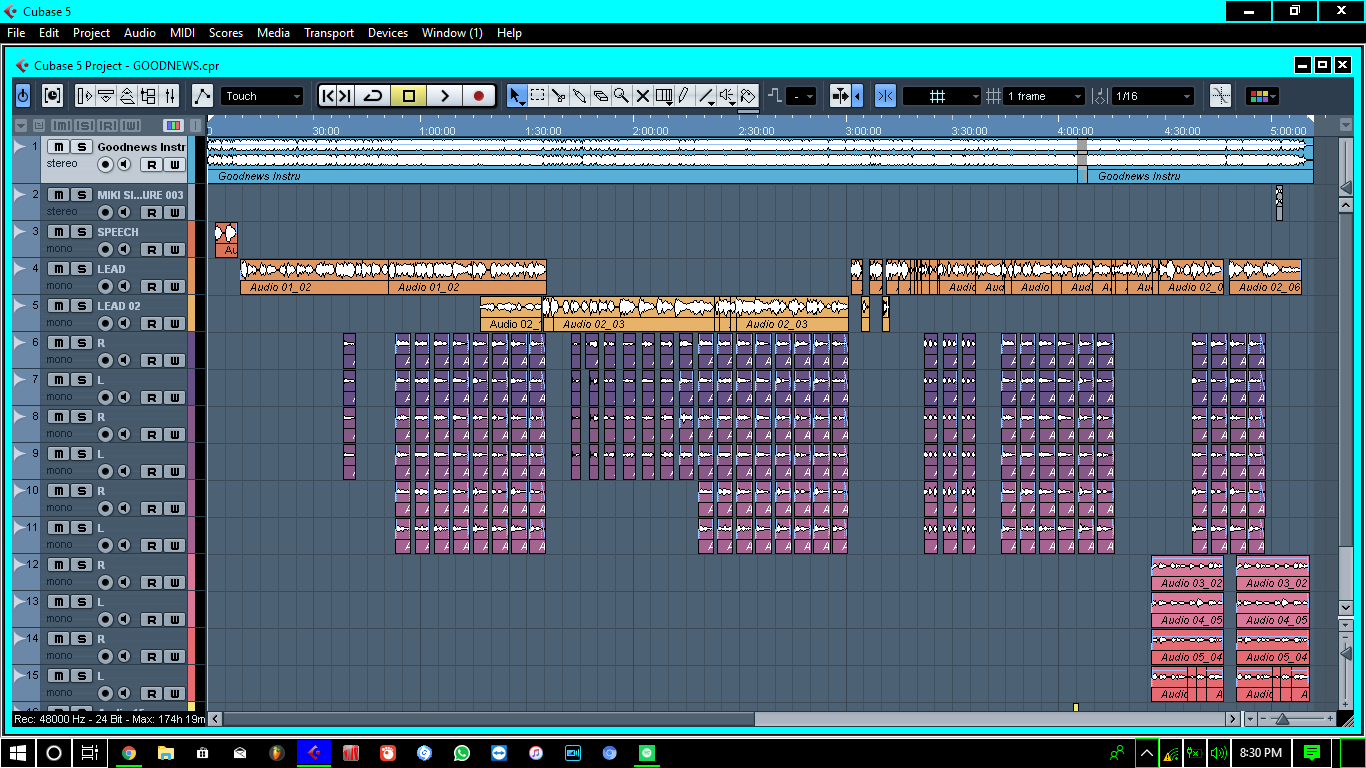 Cubase 5
File Edit Project Audio MIDI Scores Media Transport Devices Window (1) Help
Cubase 5 Project - GOODNEWS.cpr
Touch 1 frame 1/16
30:00 1:00:00 1:30:00 2:00:00 2:30:00 3:00:00 3:30:00 4:00:00 4:30:00 5:00:00
1 m S Goodnews Instr
stereo R W
Goodnews Instru Goodnews Instru
2 m S MIKI SI...URE 003
stereo R W
3 m S SPEECH
mono R W
Au
4 m S LEAD
mono R W
Audio 01_02 Audio 01_02 Audio 02_0 Audio 02_06
5 m S LEAD 02
mono R W
Audio 02_ Audio 02_03 Audio 02_03
6 m S R
mono R W
7 m S L
mono R W
8 m S R
mono R W
9 m S L
mono R W
10 m S R
mono R W
11 m S L
mono R W
12 m S R
mono R W
Audio 03_02 Audio 03_02
13 m S L
mono R W
Audio 04_05 Audio 04_05
14 m S R
mono R W
Audio 05_04 Audio 05_04
15 m S L
mono R W
Audio A Audio A
Rec: 48000 Hz - 24 Bit - Max: 174h 19m
8:30 PM